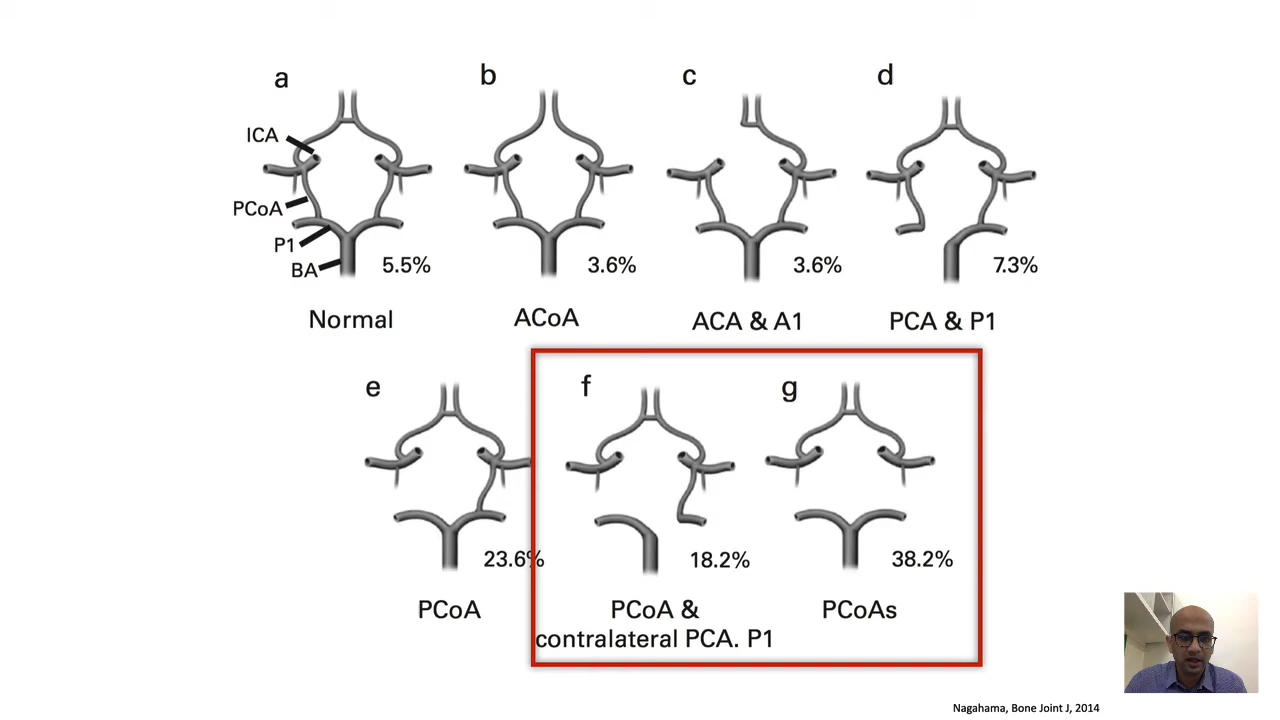 a
b
c
d
ICA
PCoA
P1
BA
5.5%
3.6%
3.6%
7.3%
Normal
ACoA
ACA & A1
PCA & P1
e
f
g
23.6%
18.2%
38.2%
PCoA
PCoA &
contralateral PCA. P1
PCoAs
Nagahama, Bone Joint J, 2014